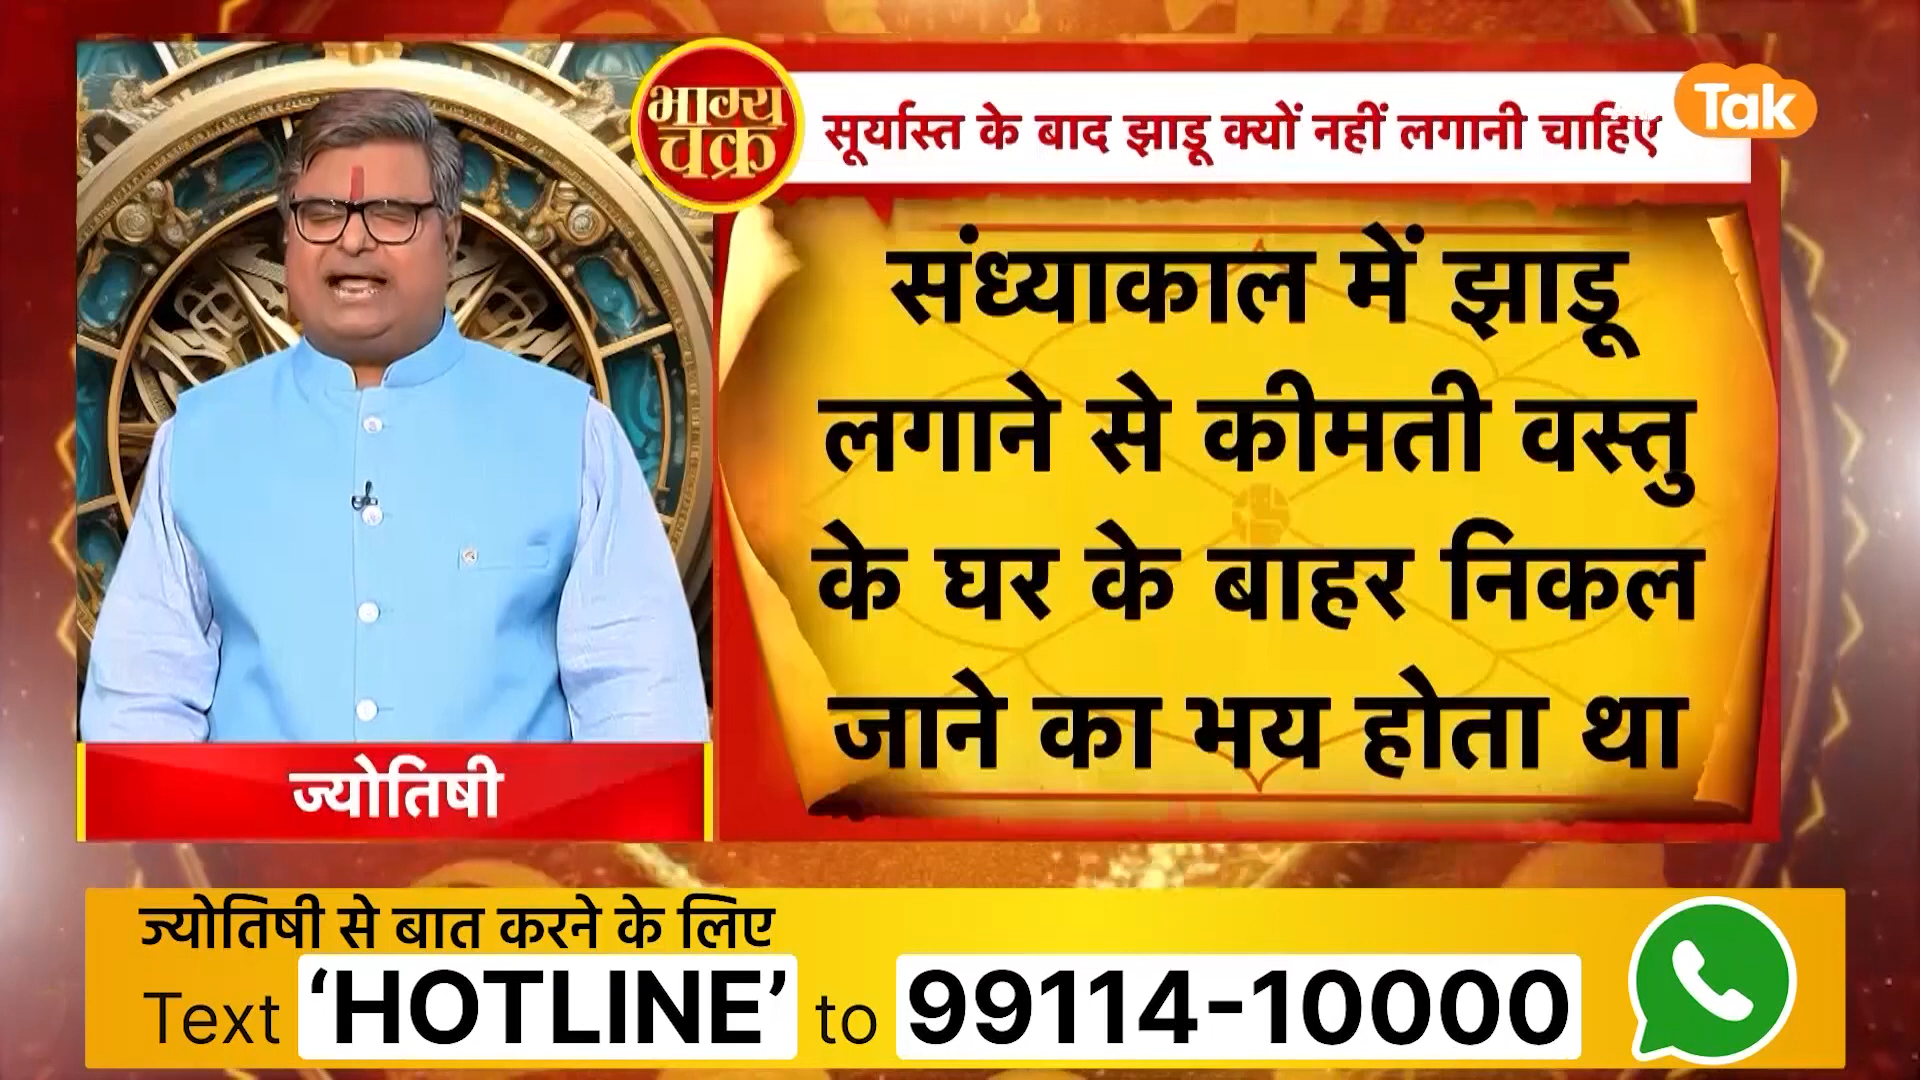 भाग्य
चक्र
सूर्यास्त के बाद झाडू क्यों नहीं लगानी चाहिए
Tak
संध्याकाल में झाडू
लगाने से कीमती वस्तु
के घर के बाहर निकल
जाने का भय होता था
ज्योतिषी
ज्योतिषी से बात करने के लिए
Text ‘HOTLINE’ to 99114-10000